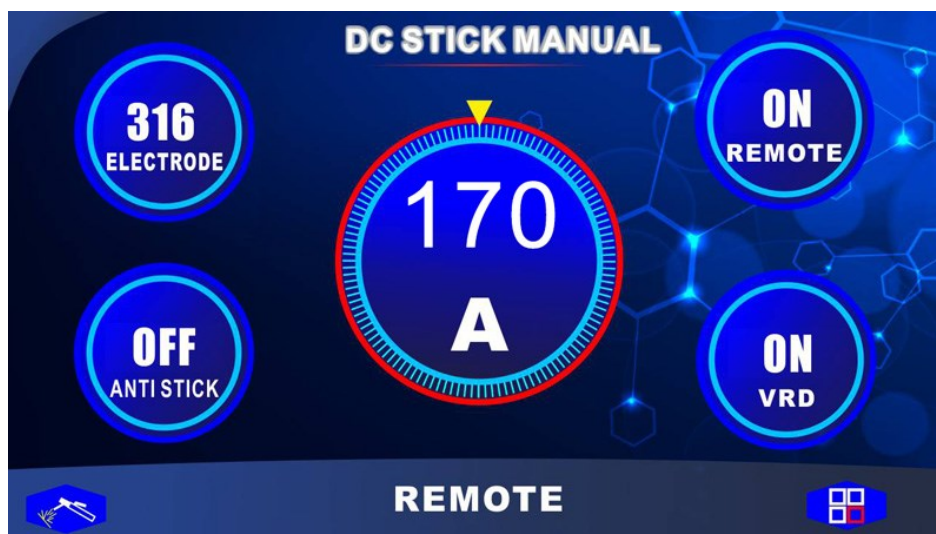 DC STICK MANUAL
316
ELECTRODE
ON
REMOTE
170
A
OFF
ANTI STICK
ON
VRD
REMOTE